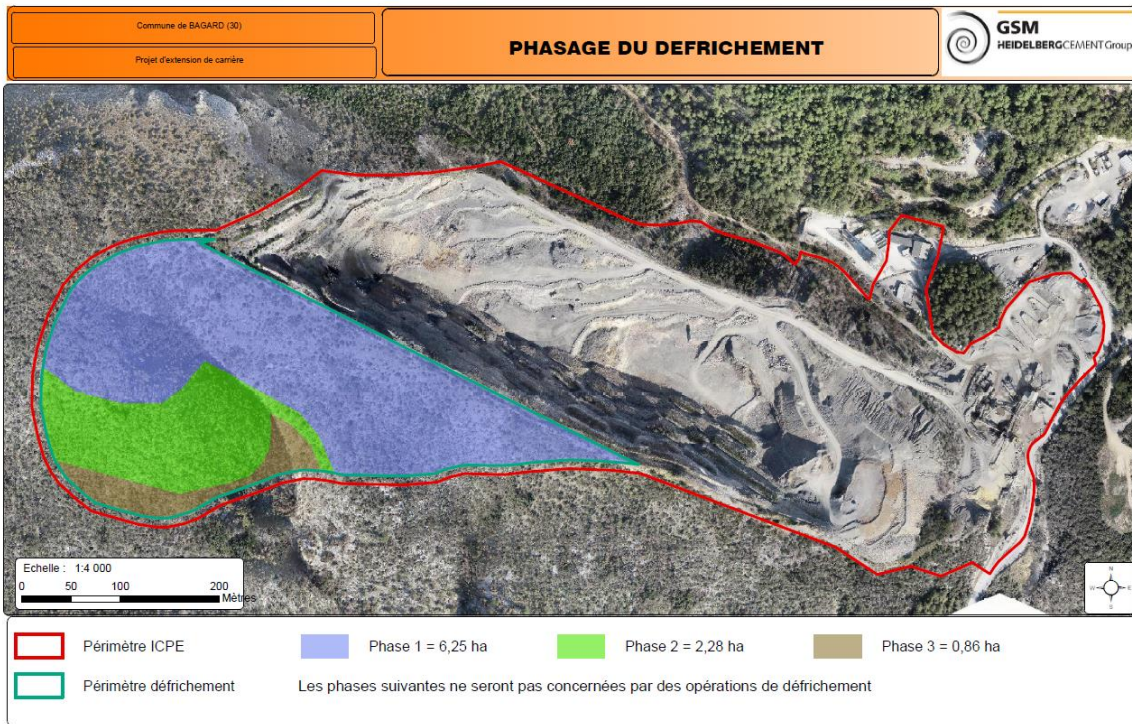 Commune de BAGARD (30)
Projet d'extension de carrière
PHASAGE DU DEFRICHEMENT
GSM
HEIDELBERGCEMENT Group
Echelle : 1:4 000
0 50 100 200
Mètres
N
W E
S
Périmètre ICPE
Phase 1 = 6,25 ha
Phase 2 = 2,28 ha
Phase 3 = 0,86 ha
Périmètre défrichement
Les phases suivantes ne seront pas concernées par des opérations de défrichement